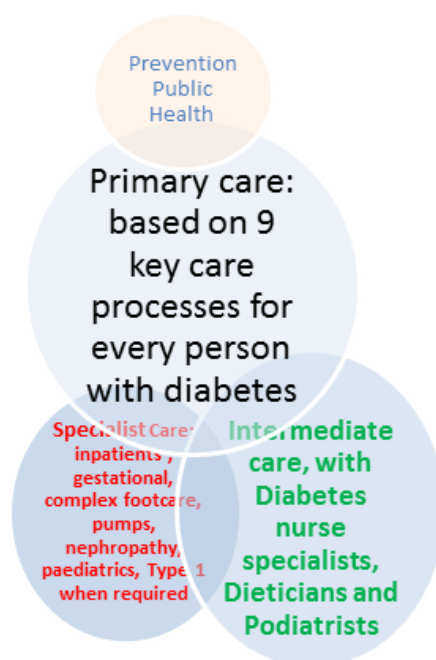 Prevention
Public
Health
Primary care:
based on 9
key care
processes for
every person
with diabetes
Specialist Care:
inpatients ,
gestational,
complex footcare,
pumps,
nephropathy,
paediatrics, Type 1
when required
Intermediate
care, with
Diabetes
nurse
specialists,
Dieticians and
Podiatrists